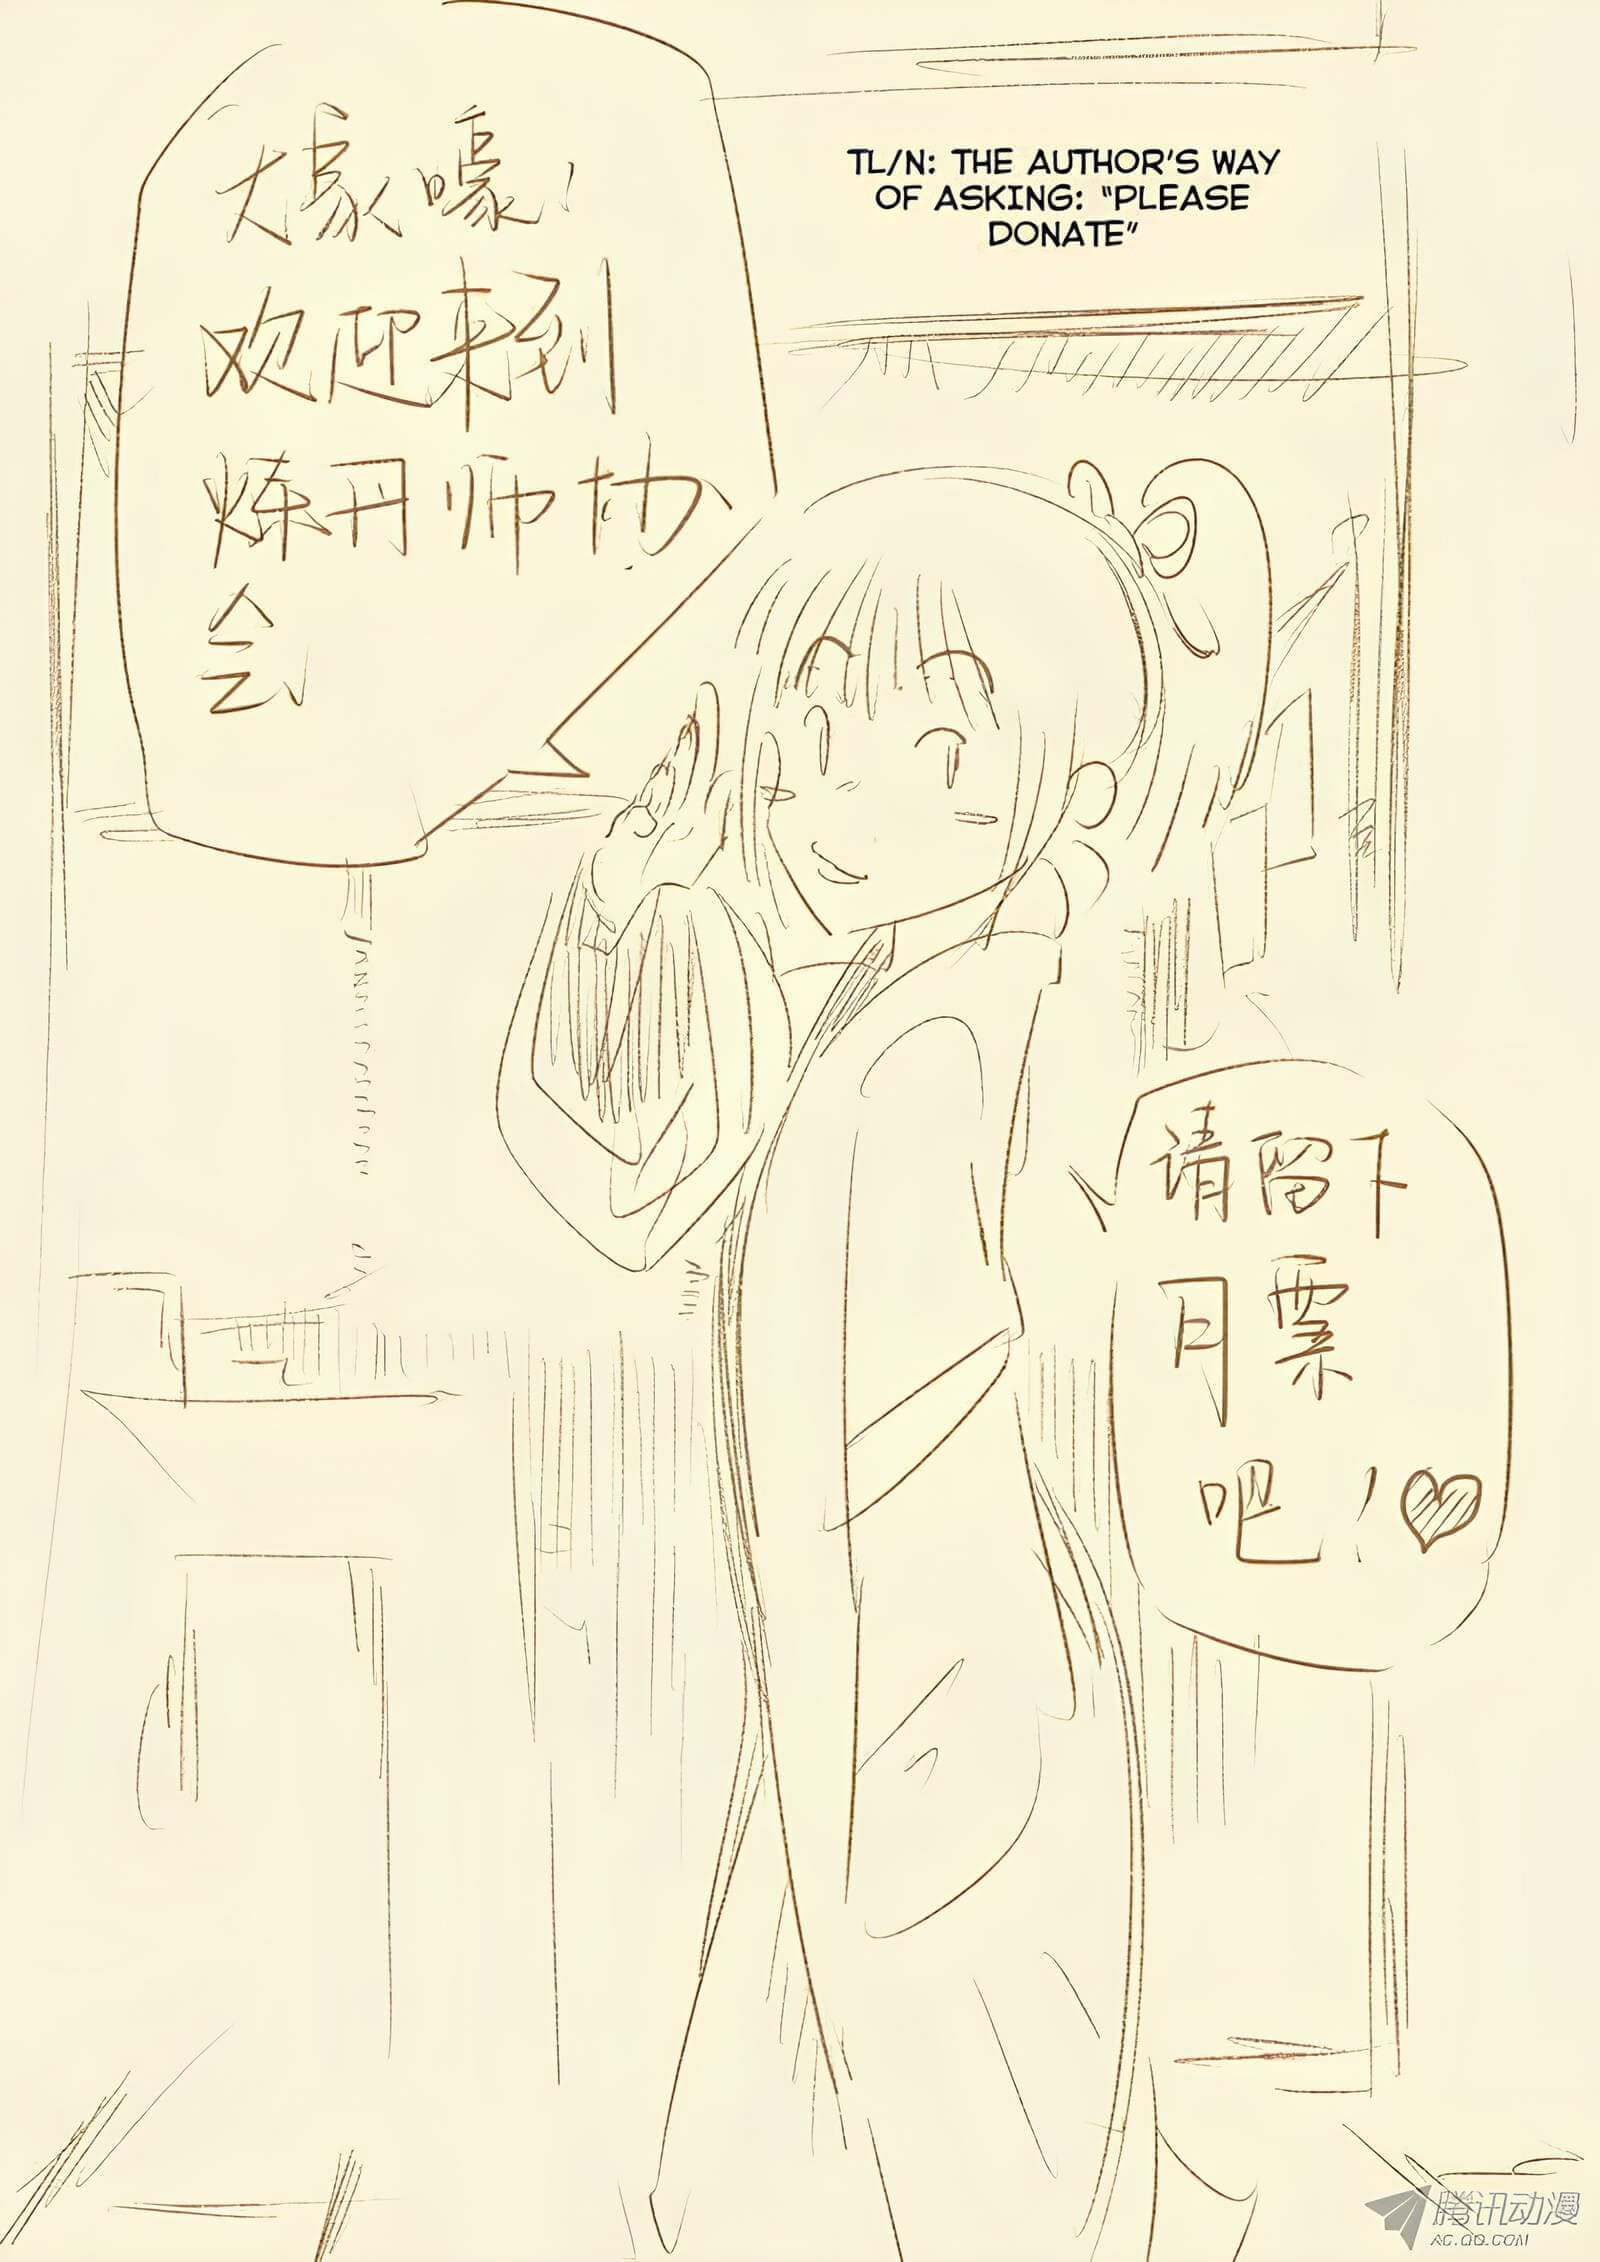 大家嚎!
欢迎来到
炼丹师协
会
TL/N: THE AUTHOR'S WAY
OF ASKING: "PLEASE
DONATE"
请留下
月票
吧!♥
腾讯动漫
AC.QQ.COM